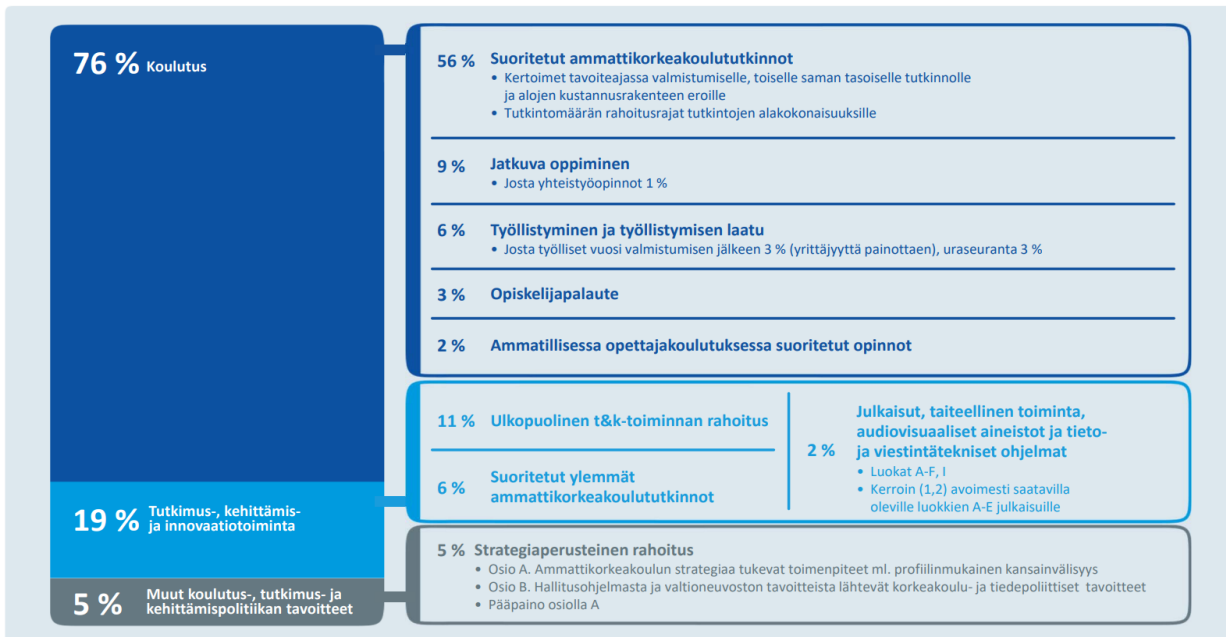 76 % Koulutus
56 % Suoritetut ammattikorkeakoulututkinnot
• Kertoimet tavoiteajassa valmistumiselle, toiselle saman tasoiselle tutkinnolle
ja alojen kustannusrakenteen eroille
• Tutkintomäärän rahoitusrajat tutkintojen alakokonaisuuksille
9 % Jatkuva oppiminen
• Josta yhteistyöopinnot 1 %
6 % Työllistyminen ja työllistymisen laatu
• Josta työlliset vuosi valmistumisen jälkeen 3 % (yrittäjyyttä painottaen), uraseuranta 3 %
3 % Opiskelijapalaute
2 % Ammatillisessa opettajakoulutuksessa suoritetut opinnot
19 % Tutkimus-, kehittämis-
ja innovaatiotoiminta
11 % Ulkopuolinen t&k-toiminnan rahoitus
6 % Suoritetut ylemmät
ammattikorkeakoulututkinnot
2 % Julkaisut, taiteellinen toiminta,
audiovisuaaliset aineistot ja tieto-
ja viestintätekniset ohjelmat
• Luokat A-F, I
• Kerroin (1,2) avoimesti saatavilla
oleville luokkien A-E julkaisuille
5 % Muut koulutus-, tutkimus- ja
kehittämispolitiikan tavoitteet
5 % Strategiaperusteinen rahoitus
• Osio A. Ammattikorkeakoulun strategiaa tukevat toimenpiteet ml. profiilinmukainen kansainvälisyys
• Osio B. Hallitusohjelmasta ja valtioneuvoston tavoitteista lähtevät korkeakoulu- ja tiedepoliittiset tavoitteet
• Pääpaino osiolla A